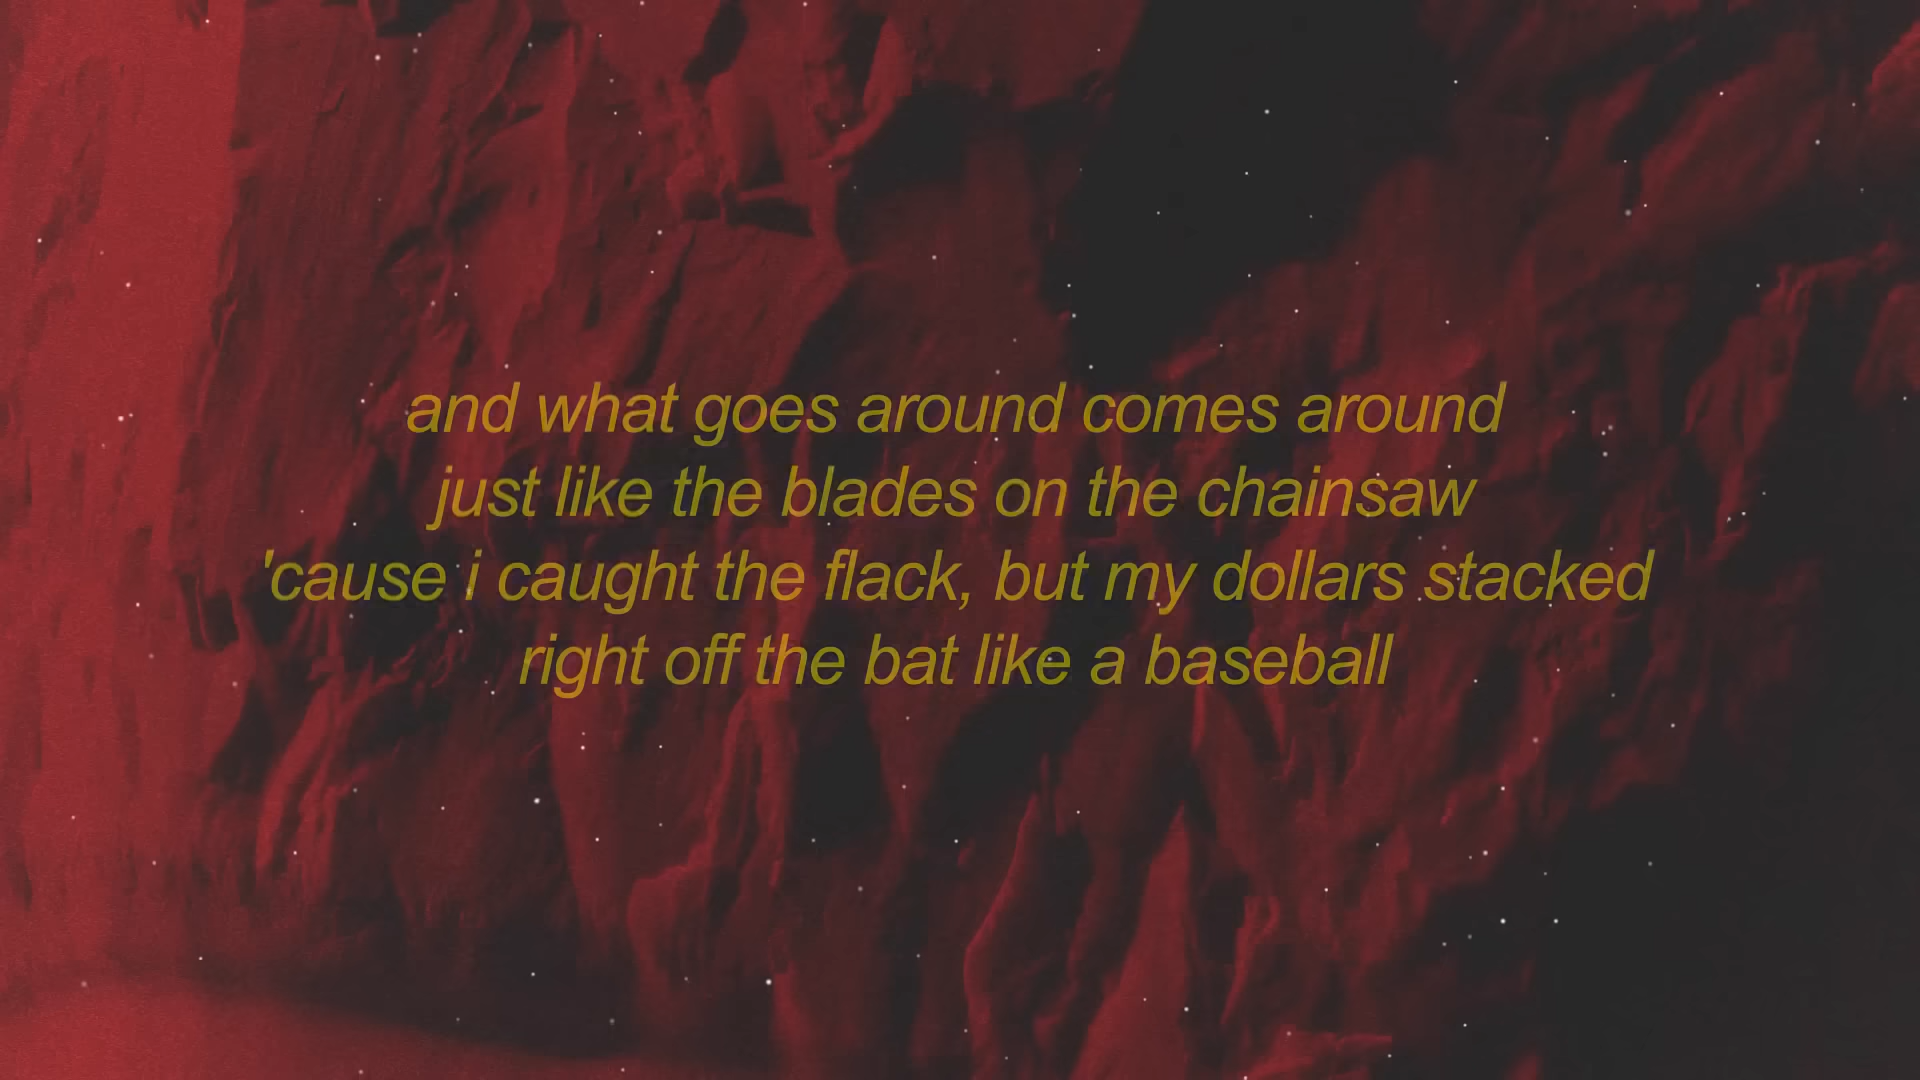 and what goes around comes around
just like the blades on the chainsaw
'cause i caught the flack, but my dollars stacked
right off the bat like a baseball